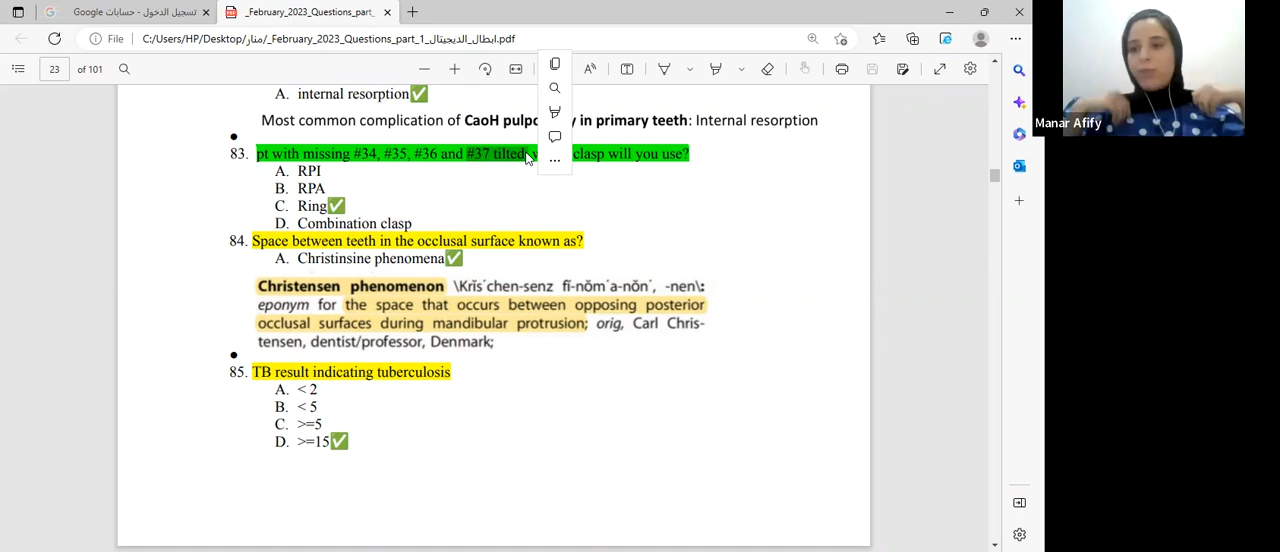 تسجيل الدخول - حسابات Google
_February_2023_Questions_part_
File
C:/Users/HP/Desktop/منار/_February_2023_Questions_part_1_ابطال_الديجيتال.pdf
23 of 101
A. internal resorption✅
Most common complication of CaoH pulpo y in primary teeth: Internal resorption
83. pt with missing #34, #35, #36 and #37 tilted clasp will you use?
A. RPI
B. RPA
C. Ring✅
D. Combination clasp
84. Space between teeth in the occlusal surface known as?
A. Christinsine phenomena✅
Christensen phenomenon \Krĭs´chen-senz fĭ-nŏm´a-nŏn´, -nen\:
eponym for the space that occurs between opposing posterior
occlusal surfaces during mandibular protrusion; orig, Carl Chris-
tensen, dentist/professor, Denmark;
85. TB result indicating tuberculosis
A. < 2
B. < 5
C. >=5
D. >=15✅
Manar Afify